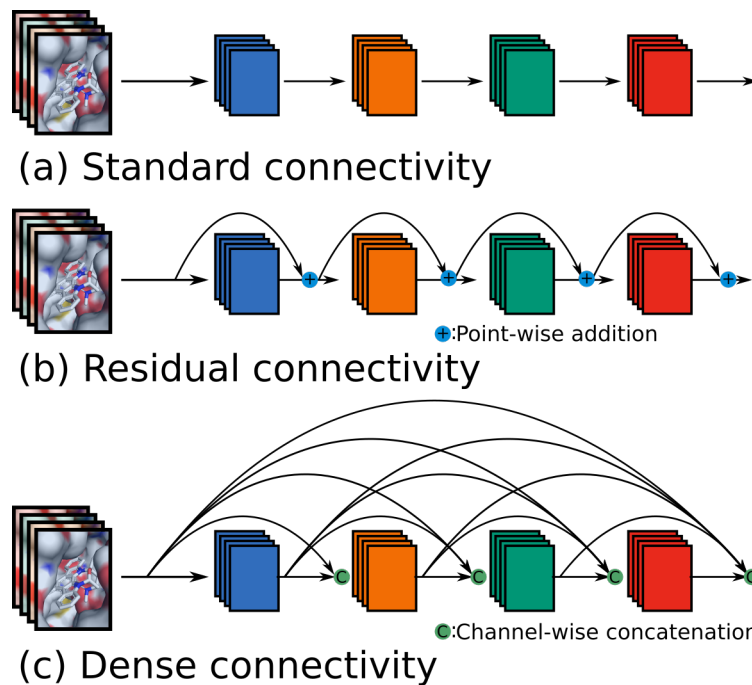 (a) Standard connectivity
+ + + +
+:Point-wise addition
(b) Residual connectivity
C C C C
C:Channel-wise concatenation
(c) Dense connectivity